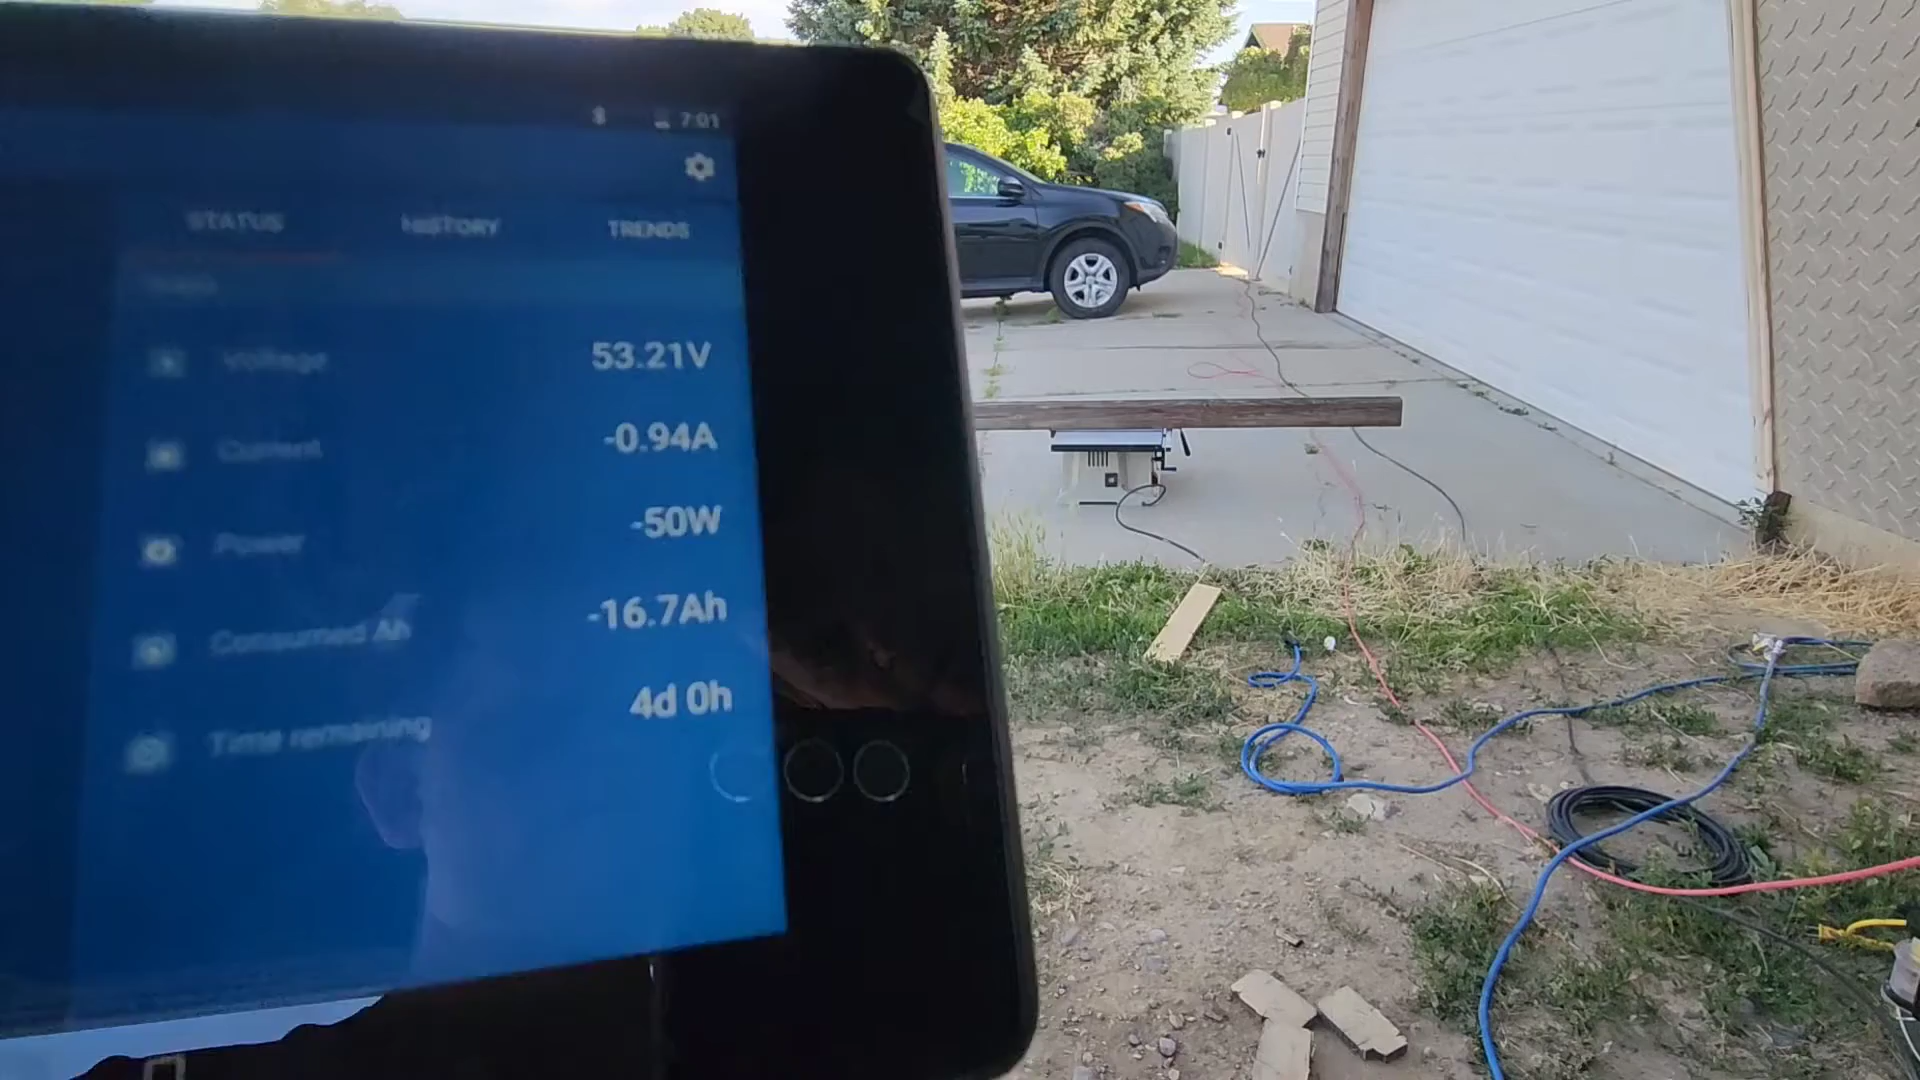 7:01
STATUS HISTORY TRENDS
Voltage 53.21V
Current -0.94A
Power -50W
Consumed Ah -16.7Ah
Time remaining 4d 0h